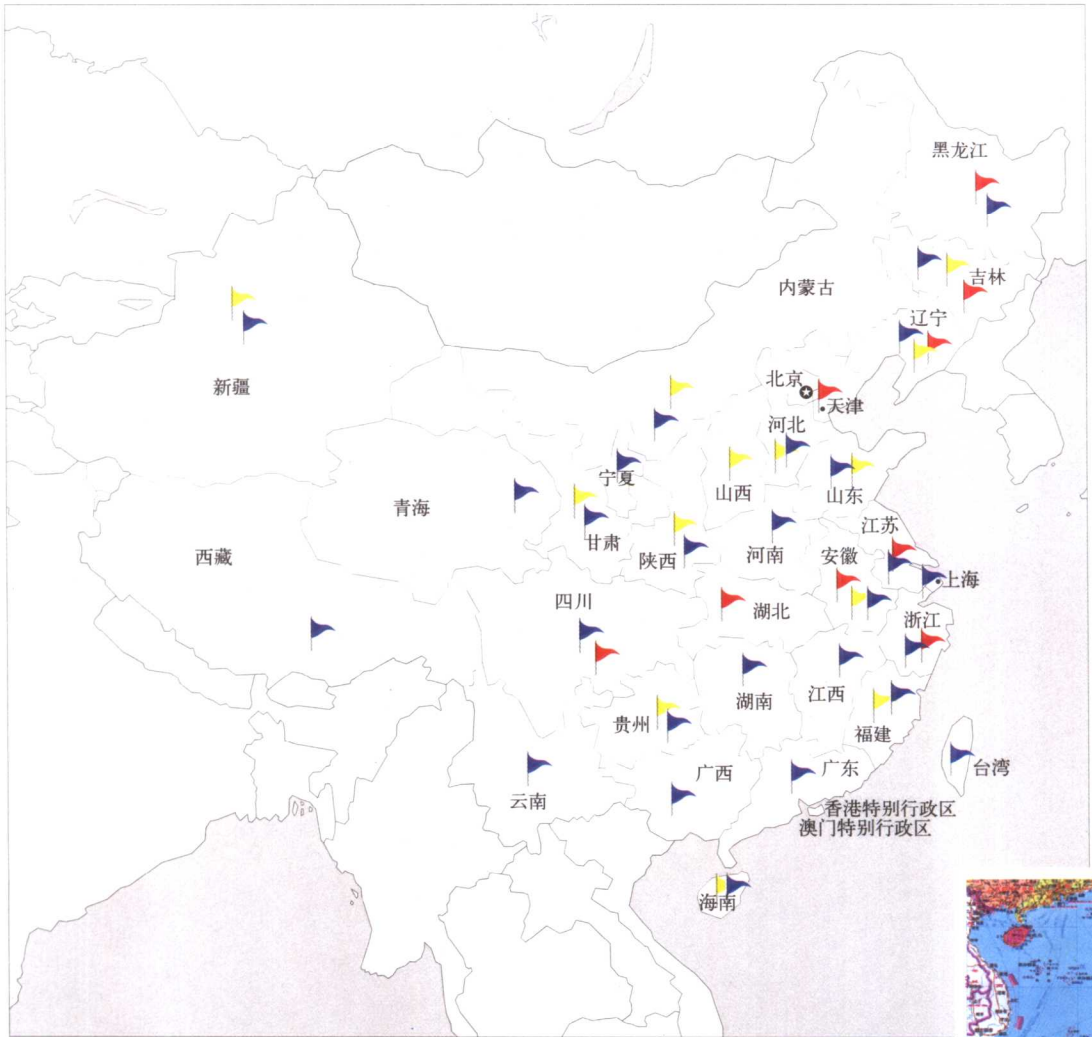 黑龙江
吉林
内蒙古
辽宁
北京
天津
新疆
河北
宁夏
山西
山东
青海
甘肃
陕西
河南
江苏
西藏
安徽
上海
四川
湖北
浙江
湖南
江西
贵州
福建
广西
广东
台湾
云南
香港特别行政区
澳门特别行政区
海南